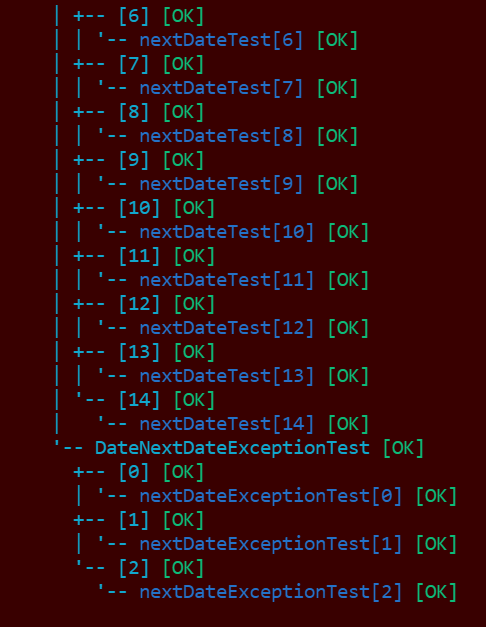 | +-- [6] [OK]
| | '-- nextDateTest[6] [OK]
| +-- [7] [OK]
| | '-- nextDateTest[7] [OK]
| +-- [8] [OK]
| | '-- nextDateTest[8] [OK]
| +-- [9] [OK]
| | '-- nextDateTest[9] [OK]
| +-- [10] [OK]
| | '-- nextDateTest[10] [OK]
| +-- [11] [OK]
| | '-- nextDateTest[11] [OK]
| +-- [12] [OK]
| | '-- nextDateTest[12] [OK]
| +-- [13] [OK]
| | '-- nextDateTest[13] [OK]
| '-- [14] [OK]
|   '-- nextDateTest[14] [OK]
'-- DateNextDateExceptionTest [OK]
  +-- [0] [OK]
  | '-- nextDateExceptionTest[0] [OK]
  +-- [1] [OK]
  | '-- nextDateExceptionTest[1] [OK]
  '-- [2] [OK]
    '-- nextDateExceptionTest[2] [OK]